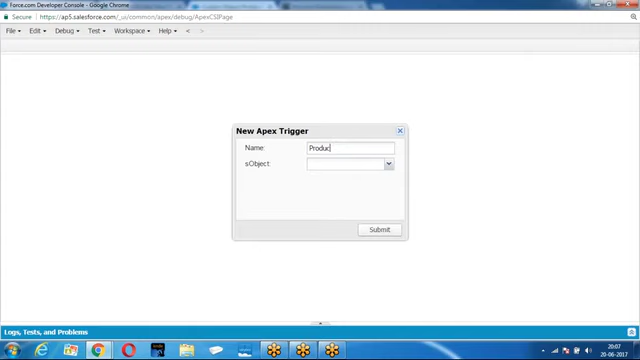 Force.com Developer Console - Google Chrome
Secure https://ap5.salesforce.com/_ui/common/apex/debug/ApexCSIPage
File Edit Debug Test Workspace Help < >
New Apex Trigger
Name: Produc
sObject:
Submit
Logs, Tests, and Problems
20:07
20-06-2017